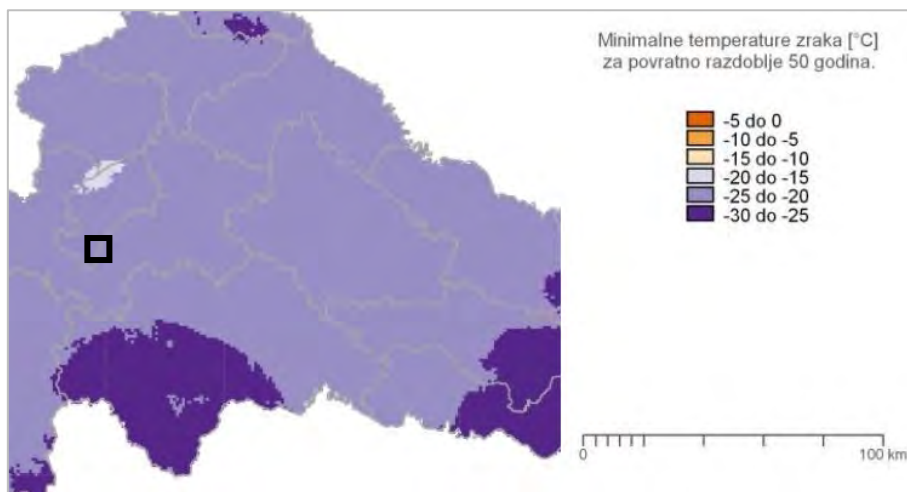 Minimalne temperature zraka [°C]
za povratno razdoblje 50 godina.
-5 do 0
-10 do -5
-15 do -10
-20 do -15
-25 do -20
-30 do -25
0 100 km